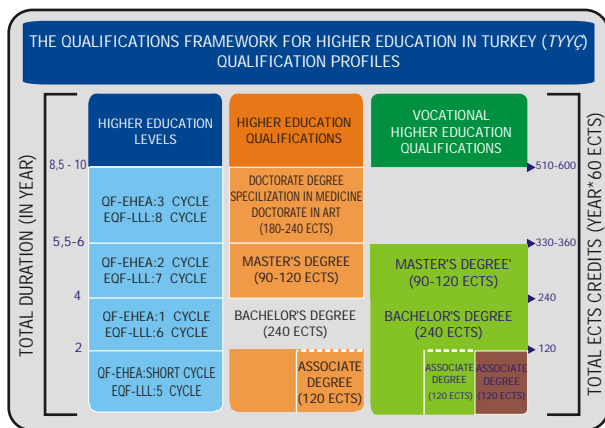 THE QUALIFICATIONS FRAMEWORK FOR HIGHER EDUCATION IN TURKEY (TYYÇ)
QUALIFICATION PROFILES
TOTAL DURATION (IN YEAR)
8,5 - 10
5,5-6
4
2
HIGHER EDUCATION
LEVELS
QF-EHEA:3 CYCLE
EQF-LLL:8 CYCLE
QF-EHEA:2 CYCLE
EQF-LLL:7 CYCLE
QF-EHEA:1 CYCLE
EQF-LLL:6 CYCLE
QF-EHEA:SHORT CYCLE
EQF-LLL:5 CYCLE
HIGHER EDUCATION
QUALIFICATIONS
DOCTORATE DEGREE
SPECILIZATION IN MEDICINE
DOCTORATE IN ART
(180-240 ECTS)
MASTER'S DEGREE
(90-120 ECTS)
BACHELOR'S DEGREE
(240 ECTS)
ASSOCIATE
DEGREE
(120 ECTS)
VOCATIONAL
HIGHER EDUCATION
QUALIFICATIONS
MASTER'S DEGREE'
(90-120 ECTS)
BACHELOR'S DEGREE
(240 ECTS)
ASSOCIATE
DEGREE
(120 ECTS)
ASSOCIATE
DEGREE
(120 ECTS)
510-600
330-360
240
120
TOTAL ECTS CREDITS (YEAR*60 ECTS)